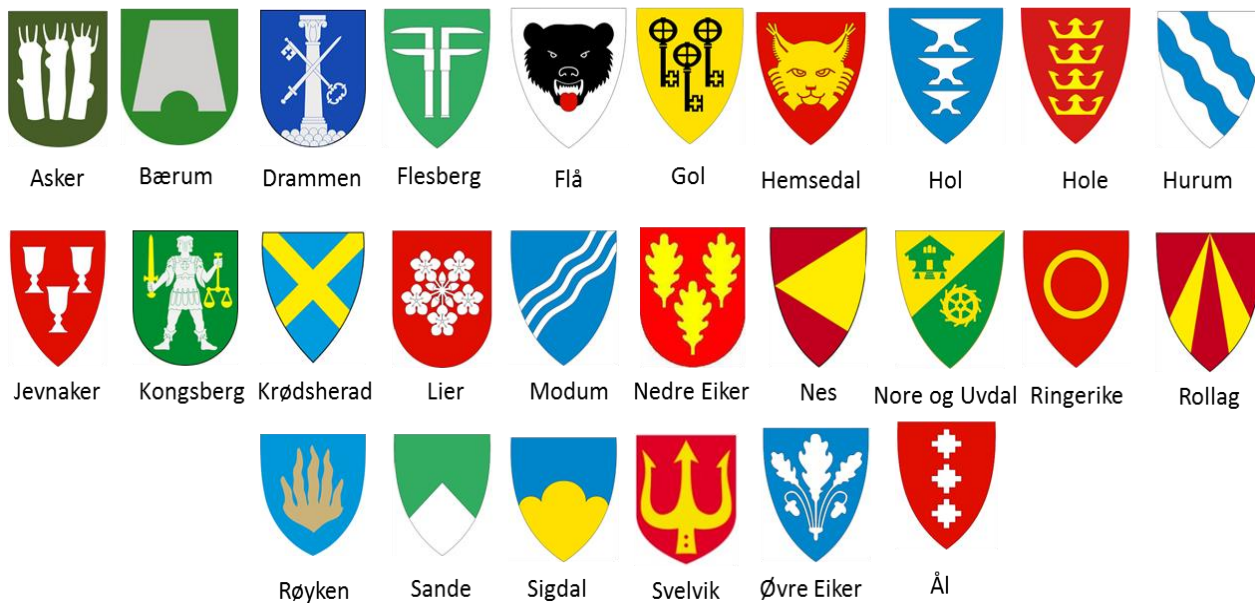 Asker Bærum Drammen Flesberg Flå Gol Hemsedal Hol Hole Hurum
Jevnaker Kongsberg Krødsherad Lier Modum Nedre Eiker Nes Nore og Uvdal Ringerike Rollag
Røyken Sande Sigdal Svelvik Øvre Eiker Ål